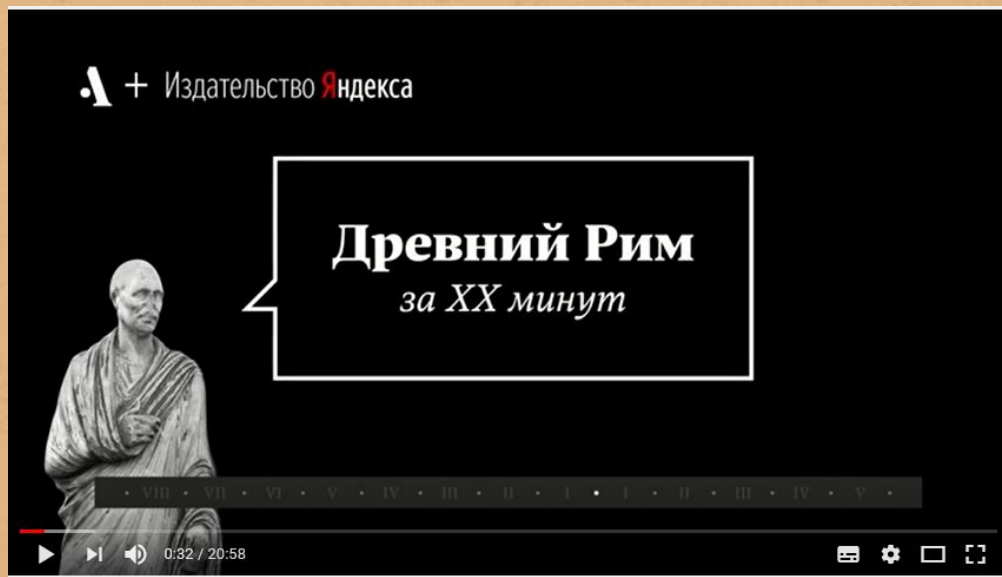 A + Издательство Яндекса
Древний Рим
за XX минут
• VIII • VII • VI • V • IV • III • II • I • I • II • III • IV • V •
0:32 / 20:58